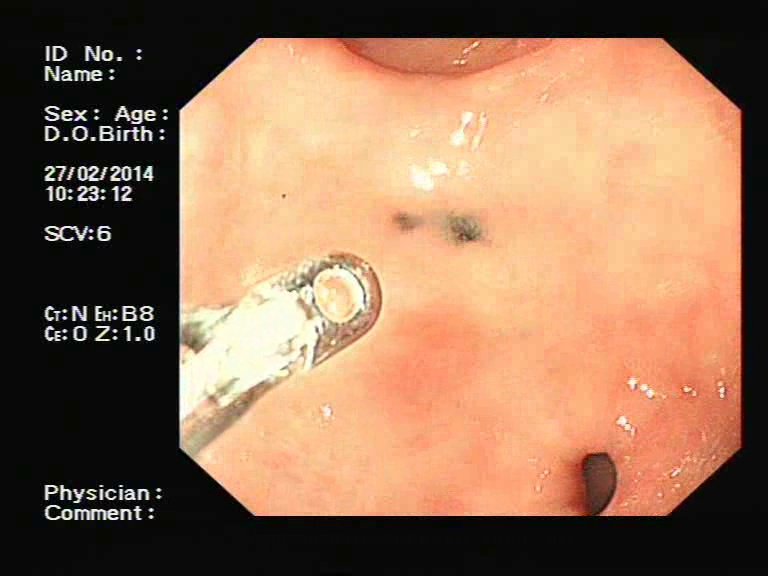 ID No. :
Name :
Sex : Age :
D.O.Birth :
27/02/2014
10:23:12
SCV:6
CT:N EH:B8
CE:0 Z:1.0
Physician :
Comment :